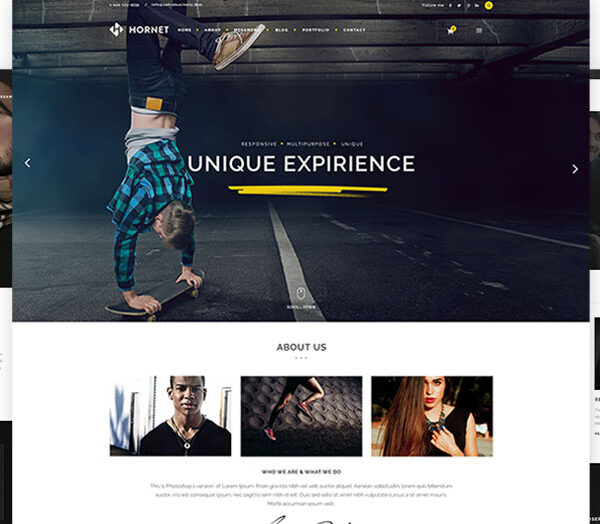 Follow me
HORNET
HOME ABOUT MEGAMENU BLOG PORTFOLIO CONTACT
RESPONSIVE MULTIPURPOSE UNIQUE
UNIQUE EXPIRIENCE
SCROLL DOWN
ABOUT US
WHO WE ARE & WHAT WE DO
This is Photoshop's version of Lorem Ipsum. Proin gravida nibh vel velit auctor aliquet. Aenean sollicitudin, lorem quis bibendum
auctor, nisi elit consequat ipsum, nec sagittis sem nibh id elit. Duis sed odio sit amet nibh vulputate cursus a sit amet mauris.
Morbi accumsan ipsum velit.